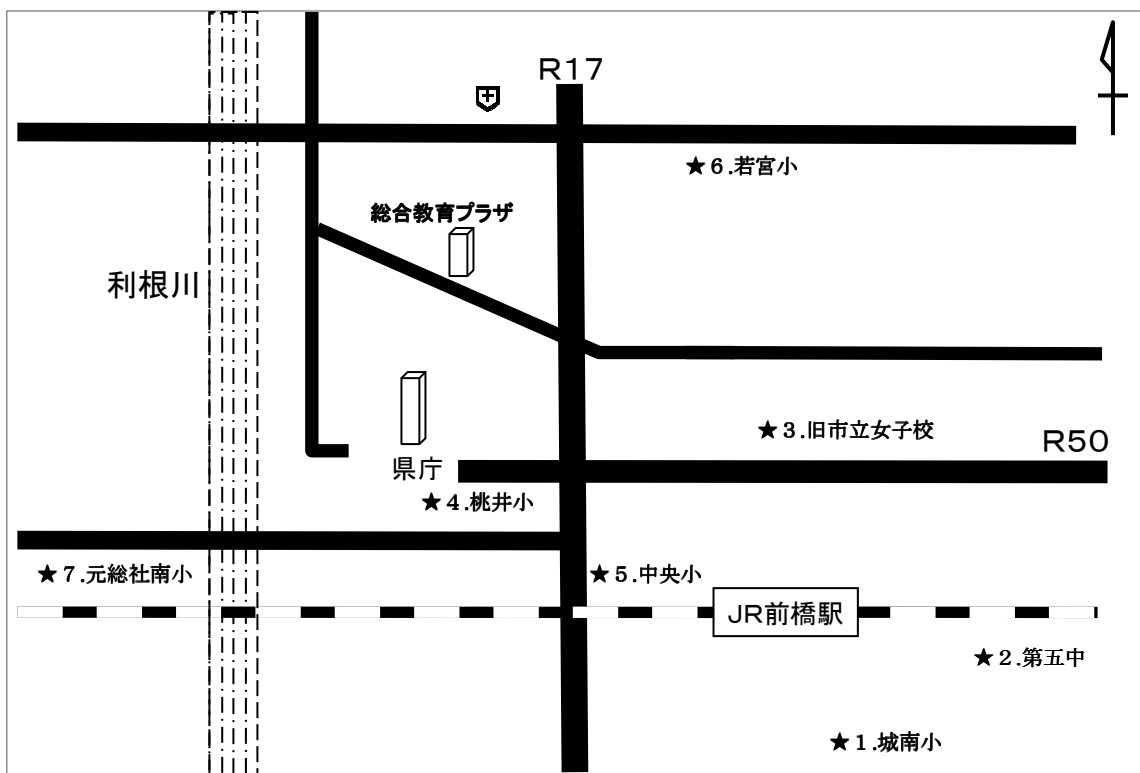 R17
★６.若宮小
総合教育プラザ
利根川
★３.旧市立女子校
R50
県庁
★４.桃井小
★７.元総社南小
★５.中央小
JR前橋駅
★２.第五中
★１.城南小